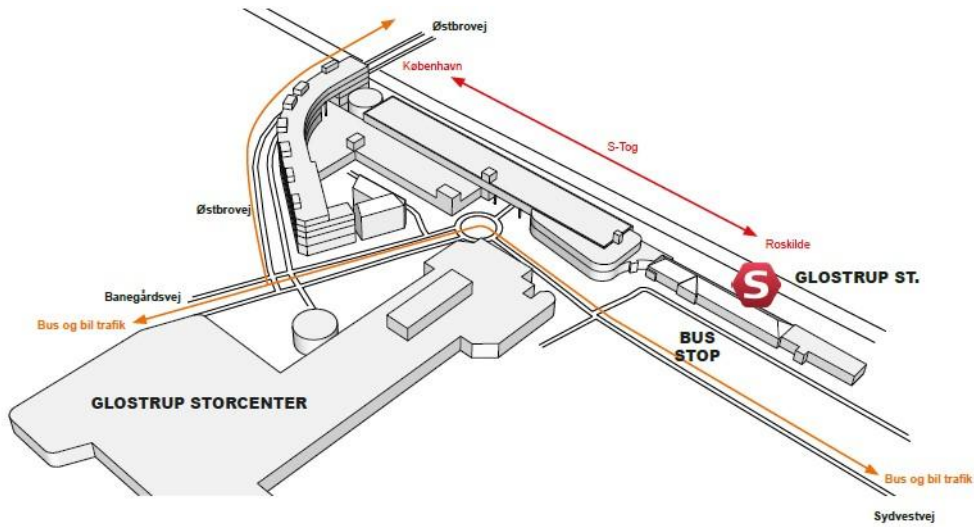 Østbrovej
København
S-Tog
Østbrovej
Roskilde
S
GLOSTRUP ST.
Banegårdsvej
Bus og bil trafik
BUS
STOP
GLOSTRUP STORCENTER
Bus og bil trafik
Sydvestvej